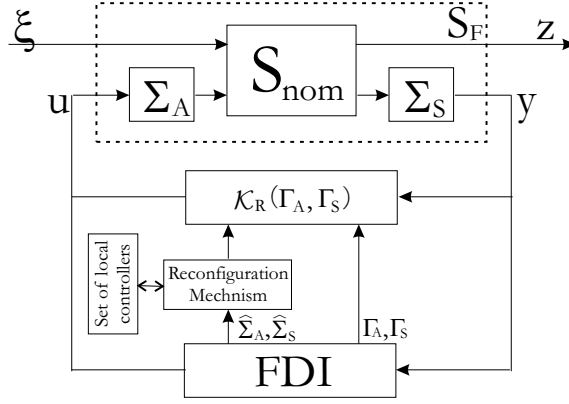 ξ S_F z
u Σ_A S_nom Σ_S y
𝒦_R(Γ_A, Γ_S)
Set of local
controllers
Reconfiguration
Mechnism
Σ̂_A,Σ̂_S Γ_A,Γ_S
FDI